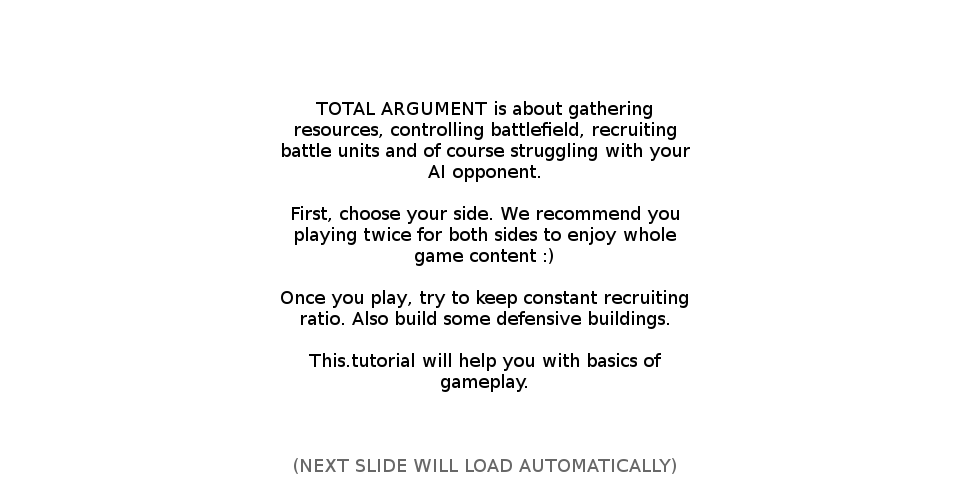 TOTAL ARGUMENT is about gathering
resources, controlling battlefield, recruiting
battle units and of course struggling with your
AI opponent.
First, choose your side. We recommend you
playing twice for both sides to enjoy whole
game content :)
Once you play, try to keep constant recruiting
ratio. Also build some defensive buildings.
This.tutorial will help you with basics of
gameplay.
(NEXT SLIDE WILL LOAD AUTOMATICALLY)